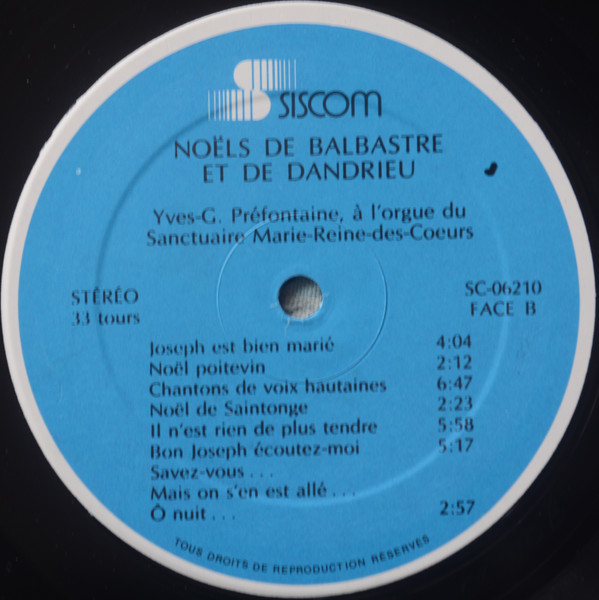 SISCOM
NOËLS DE BALBASTRE
ET DE DANDRIEU
Yves-G. Préfontaine, à l'orgue du
Sanctuaire Marie-Reine-des-Coeurs
STÉRÉO
33 tours
SC-06210
FACE B
Joseph est bien marié 4:04
Noël poitevin 2:12
Chantons de voix hautaines 6:47
Noël de Saintonge 2:23
Il n'est rien de plus tendre 5:58
Bon Joseph écoutez-moi 5:17
Savez-vous . . .
Mais on s'en est allé . . .
Ô nuit . . . 2:57
TOUS DROITS DE REPRODUCTION RÉSERVÉS